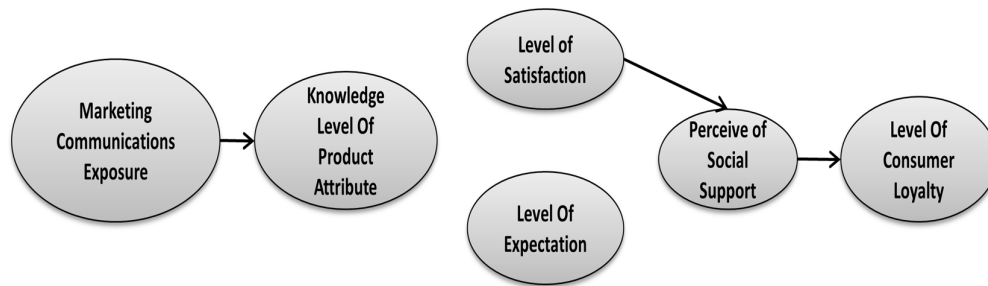 Marketing
Communications
Exposure
Knowledge
Level Of
Product
Attribute
Level of
Satisfaction
Level Of
Expectation
Perceive of
Social
Support
Level Of
Consumer
Loyalty